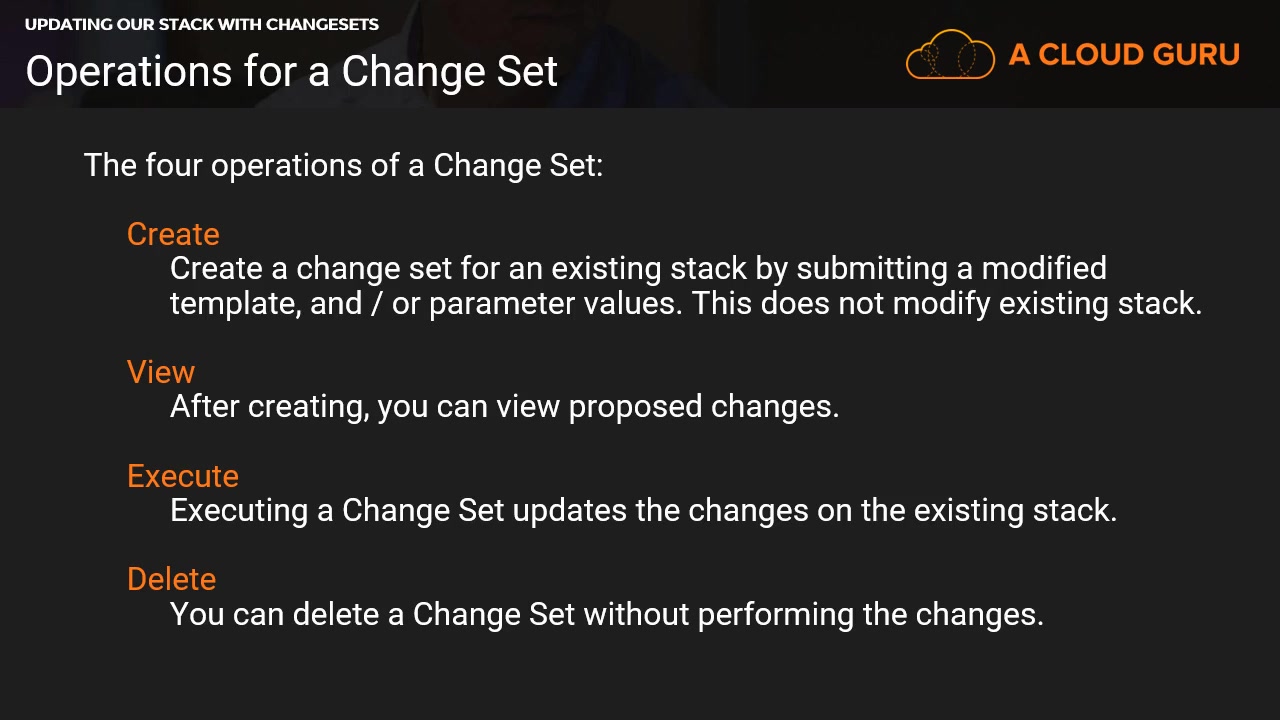 UPDATING OUR STACK WITH CHANGESETS
Operations for a Change Set
A CLOUD GURU
The four operations of a Change Set:
Create
Create a change set for an existing stack by submitting a modified
template, and / or parameter values. This does not modify existing stack.
View
After creating, you can view proposed changes.
Execute
Executing a Change Set updates the changes on the existing stack.
Delete
You can delete a Change Set without performing the changes.